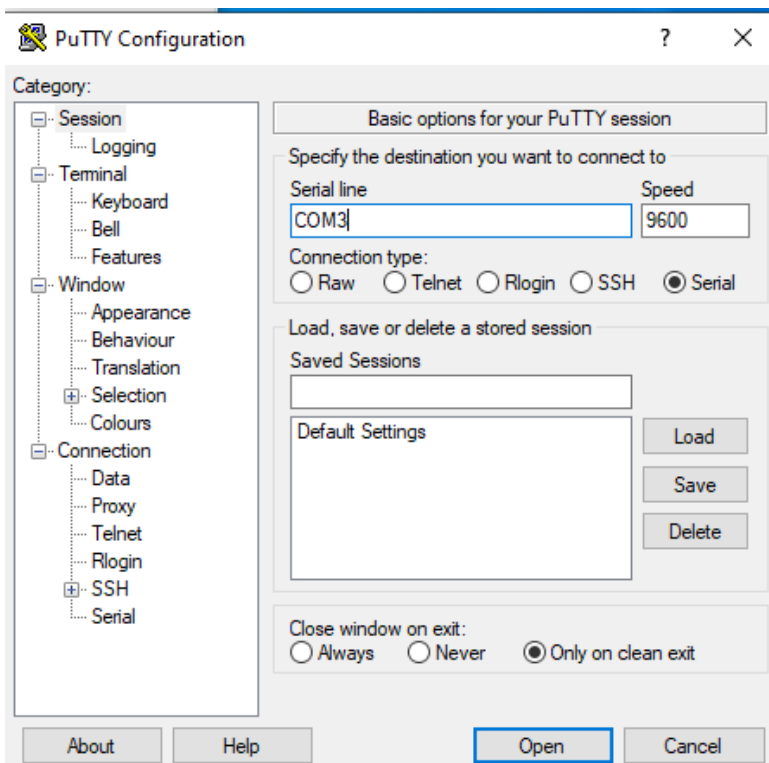 PuTTY Configuration
?
Category:
Session
Logging
Terminal
Keyboard
Bell
Features
Window
Appearance
Behaviour
Translation
Selection
Colours
Connection
Data
Proxy
Telnet
Rlogin
SSH
Serial
Basic options for your PuTTY session
Specify the destination you want to connect to
Serial line Speed
COM3 9600
Connection type:
Raw Telnet Rlogin SSH Serial
Load, save or delete a stored session
Saved Sessions
Default Settings
Load
Save
Delete
Close window on exit:
Always Never Only on clean exit
About Help Open Cancel